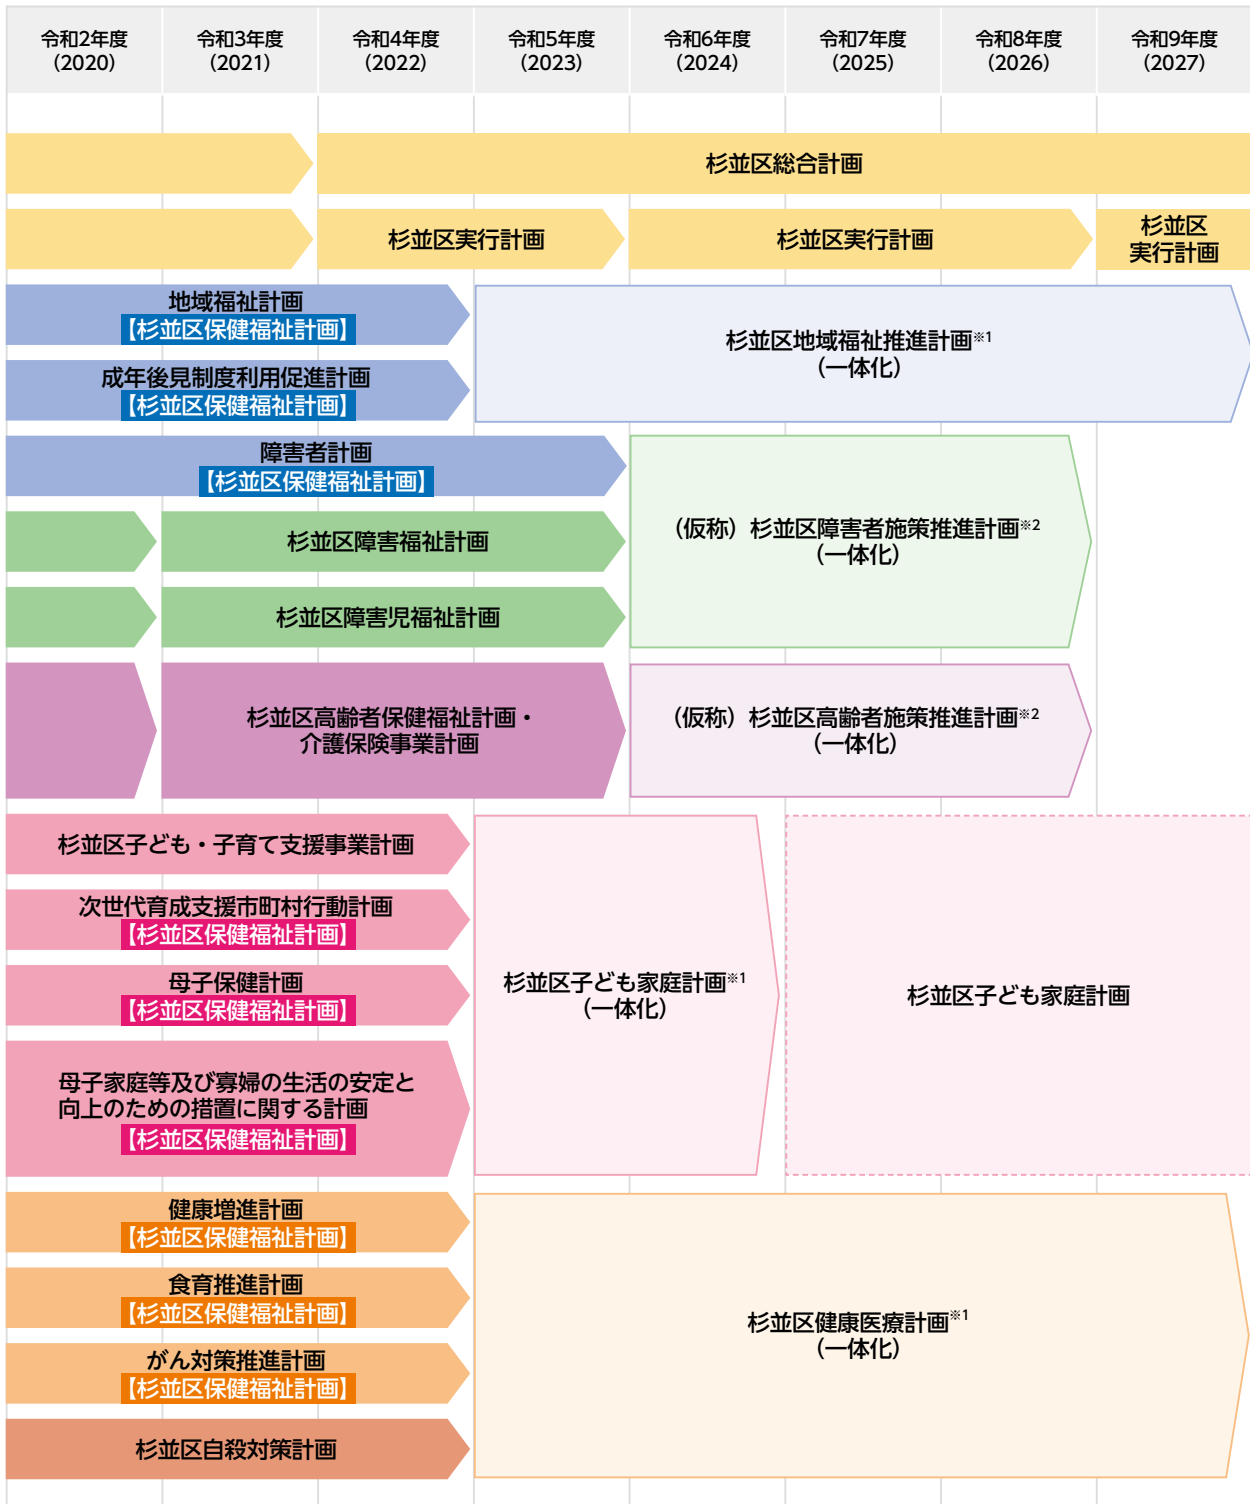 令和2年度
（2020）
令和3年度
（2021）
令和4年度
（2022）
令和5年度
（2023）
令和6年度
（2024）
令和7年度
（2025）
令和8年度
（2026）
令和9年度
（2027）
杉並区総合計画
杉並区実行計画
杉並区実行計画
杉並区
実行計画
地域福祉計画
【杉並区保健福祉計画】
成年後見制度利用促進計画
【杉並区保健福祉計画】
杉並区地域福祉推進計画※1
（一体化）
障害者計画
【杉並区保健福祉計画】
杉並区障害福祉計画
杉並区障害児福祉計画
（仮称）杉並区障害者施策推進計画※2
（一体化）
杉並区高齢者保健福祉計画・
介護保険事業計画
（仮称）杉並区高齢者施策推進計画※2
（一体化）
杉並区子ども・子育て支援事業計画
次世代育成支援市町村行動計画
【杉並区保健福祉計画】
母子保健計画
【杉並区保健福祉計画】
母子家庭等及び寡婦の生活の安定と
向上のための措置に関する計画
【杉並区保健福祉計画】
杉並区子ども家庭計画※1
（一体化）
杉並区子ども家庭計画
健康増進計画
【杉並区保健福祉計画】
食育推進計画
【杉並区保健福祉計画】
がん対策推進計画
【杉並区保健福祉計画】
杉並区自殺対策計画
杉並区健康医療計画※1
（一体化）